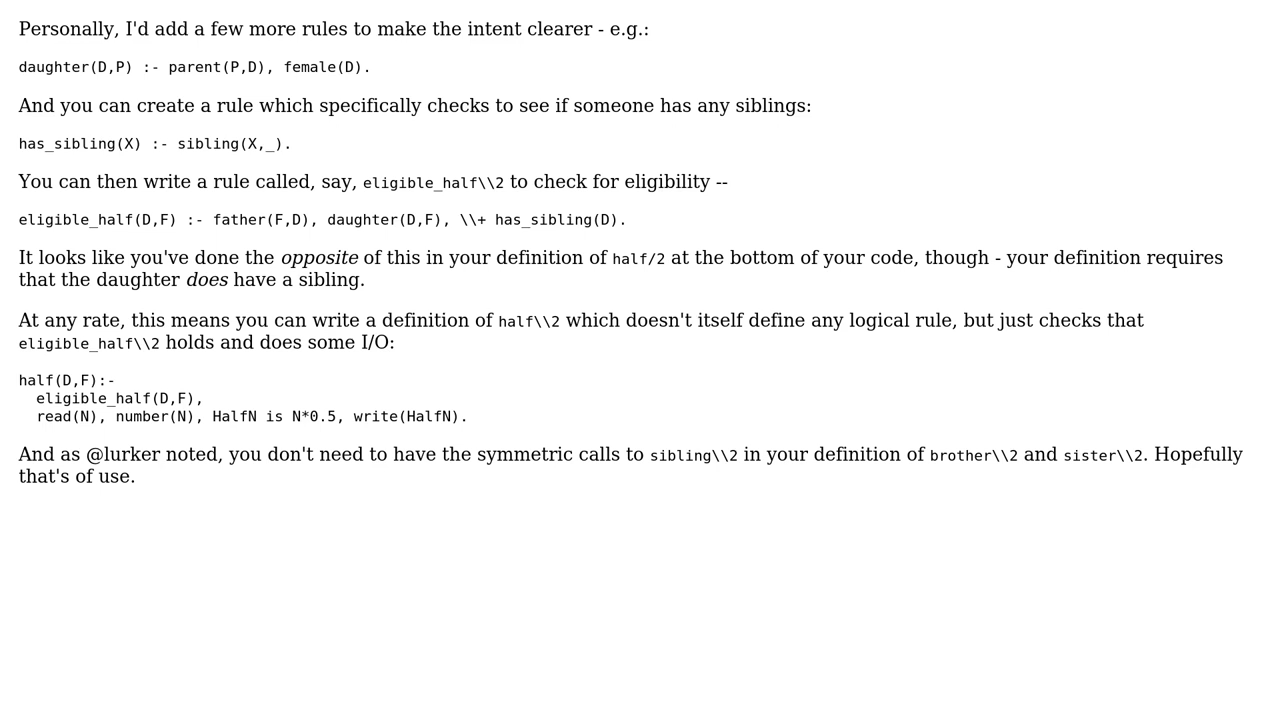 Personally, I'd add a few more rules to make the intent clearer - e.g.:
daughter(D,P) :- parent(P,D), female(D).
And you can create a rule which specifically checks to see if someone has any siblings:
has_sibling(X) :- sibling(X,_).
You can then write a rule called, say, eligible_half\\2 to check for eligibility --
eligible_half(D,F) :- father(F,D), daughter(D,F), \\+ has_sibling(D).
It looks like you've done the opposite of this in your definition of half/2 at the bottom of your code, though - your definition requires
that the daughter does have a sibling.
At any rate, this means you can write a definition of half\\2 which doesn't itself define any logical rule, but just checks that
eligible_half\\2 holds and does some I/O:
half(D,F):-
  eligible_half(D,F),
  read(N), number(N), HalfN is N*0.5, write(HalfN).
And as @lurker noted, you don't need to have the symmetric calls to sibling\\2 in your definition of brother\\2 and sister\\2. Hopefully
that's of use.